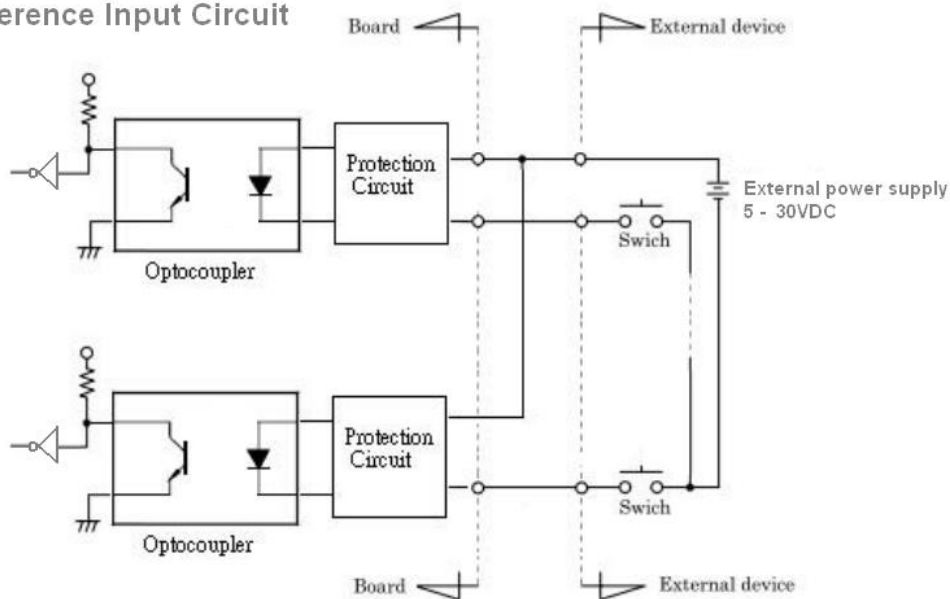 erence Input Circuit
Board
External device
Protection
Circuit
External power supply
5 - 30VDC
Swich
Optocoupler
Protection
Circuit
Swich
Optocoupler
Board
External device